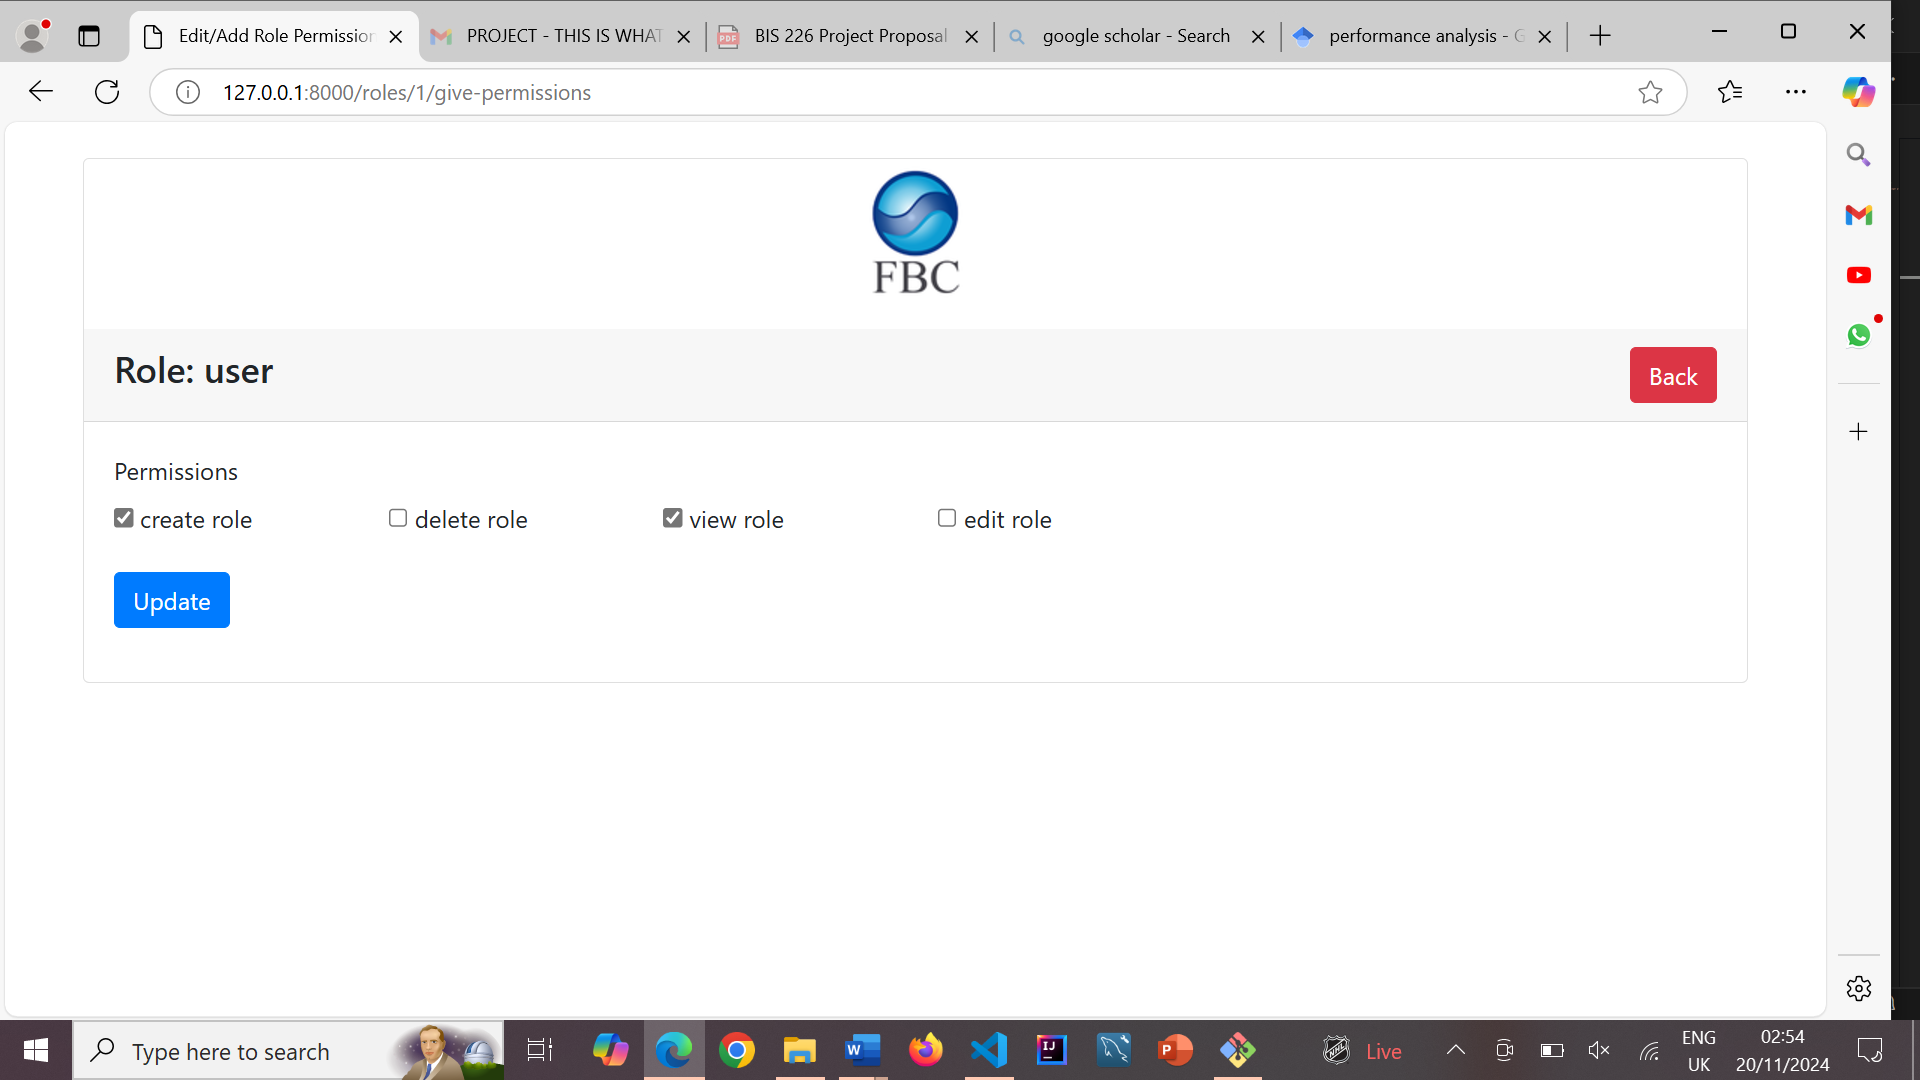 Edit/Add Role Permission
PROJECT - THIS IS WHAT
PDF
BIS 226 Project Proposal
google scholar - Search
performance analysis - G
127.0.0.1:8000/roles/1/give-permissions
FBC
Role: user
Back
Permissions
create role
delete role
view role
edit role
Update
Type here to search
Live
ENG
UK
02:54
20/11/2024